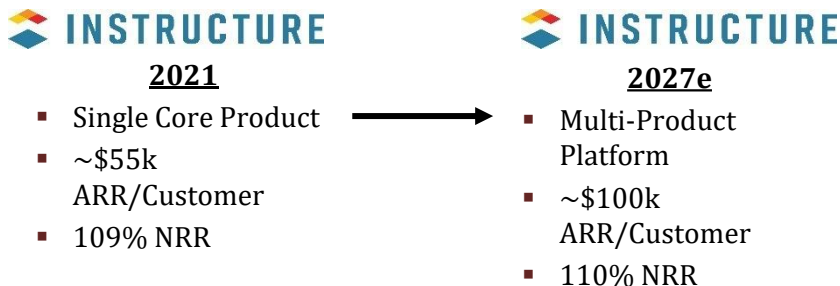 INSTRUCTURE
2021
▪ Single Core Product
▪ ~$55k
ARR/Customer
▪ 109% NRR
INSTRUCTURE
2027e
▪ Multi-Product
Platform
▪ ~$100k
ARR/Customer
▪ 110% NRR